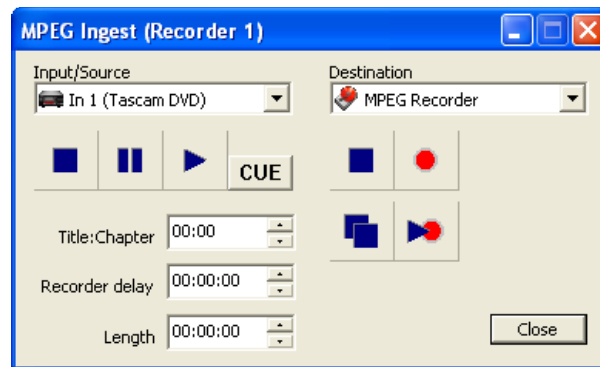 MPEG Ingest (Recorder 1)
Input/Source
In 1 (Tascam DVD)
Destination
MPEG Recorder
CUE
Title:Chapter 00:00
Recorder delay 00:00:00
Length 00:00:00
Close